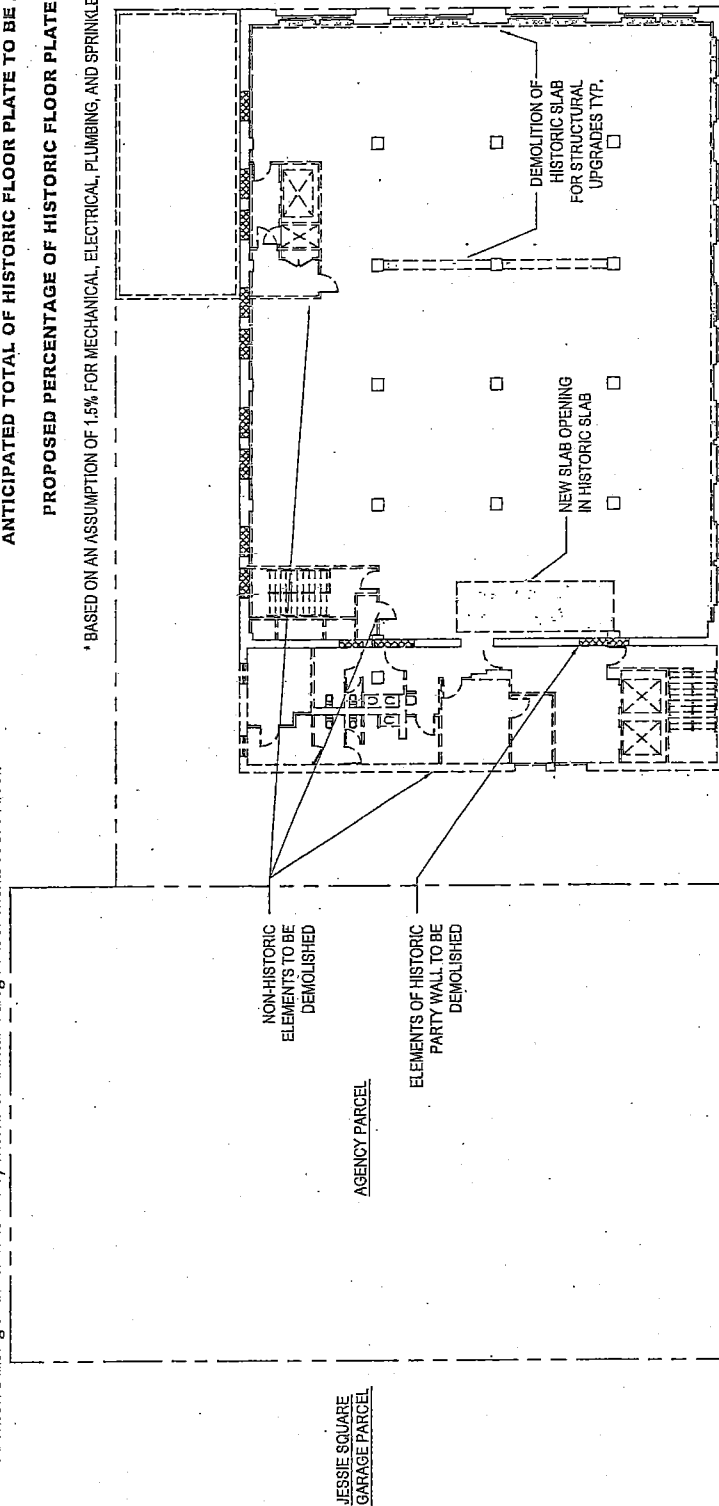 ANTICIPATED TOTAL OF HISTORIC FLOOR PLATE TO BE
PROPOSED PERCENTAGE OF HISTORIC FLOOR PLATE
* BASED ON AN ASSUMPTION OF 1.5% FOR MECHANICAL, ELECTRICAL, PLUMBING, AND SPRINKLE
DEMOLITION OF
HISTORIC SLAB
FOR STRUCTURAL
UPGRADES TYP.
NEW SLAB OPENING
IN HISTORIC SLAB
NON-HISTORIC
ELEMENTS TO BE
DEMOLISHED
ELEMENTS OF HISTORIC
PARTY WALL TO BE
DEMOLISHED
AGENCY PARCEL
JESSIE SQUARE
GARAGE PARCEL